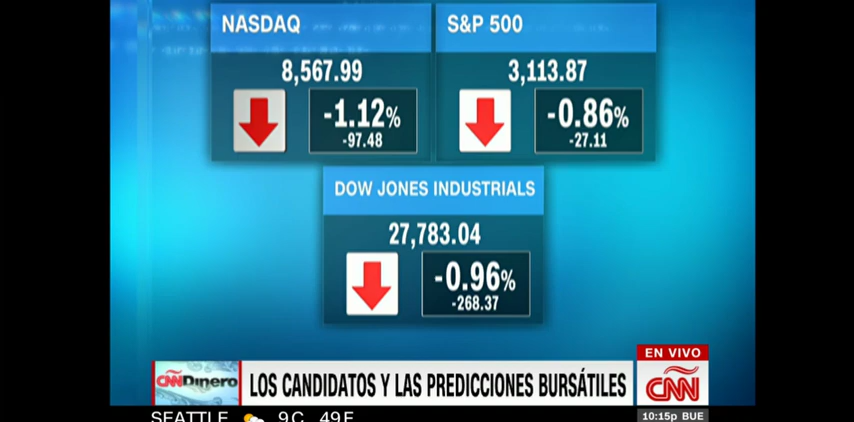 NASDAQ
8,567.99
-1.12%
-97.48
S&P 500
3,113.87
-0.86%
-27.11
DOW JONES INDUSTRIALS
27,783.04
-0.96%
-268.37
EN VIVO
CNN Dinero
LOS CANDIDATOS Y LAS PREDICCIONES BURSÁTILES
CNN
10:15p BUE
SEATTLE 9C 49F